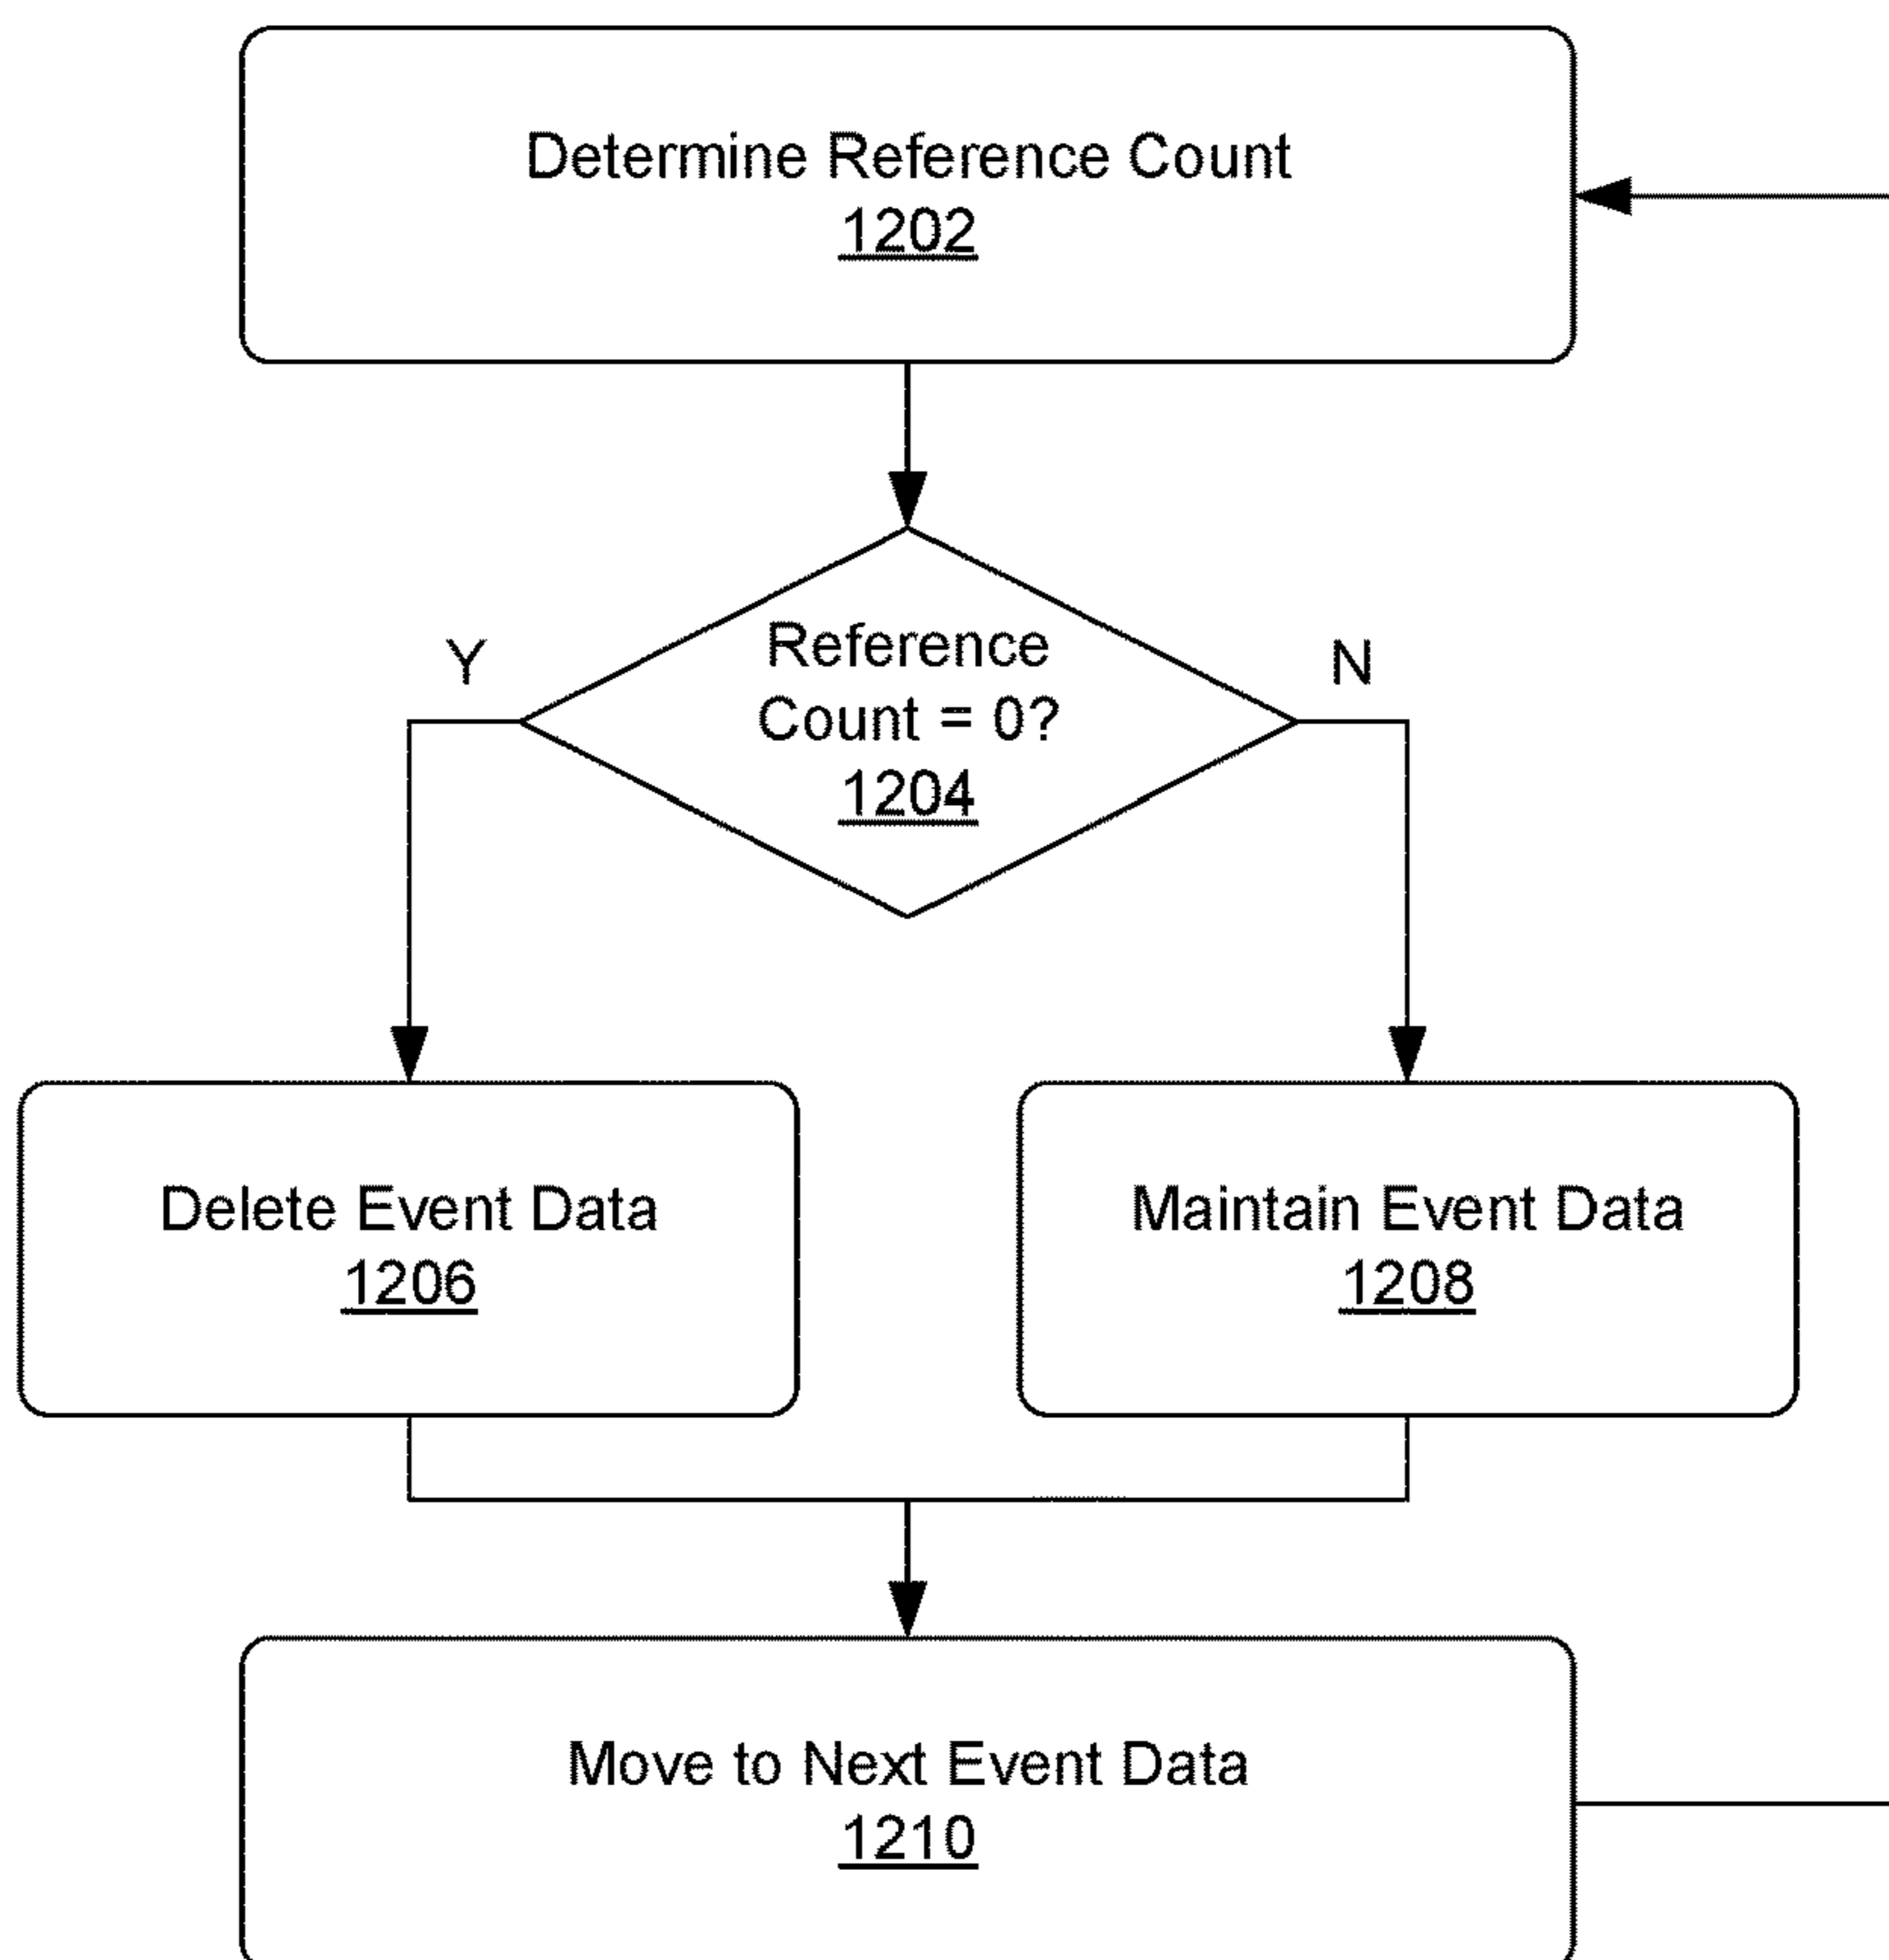 Determine Reference Count
1202
Y
Reference
Count = 0?
1204
N
Delete Event Data
1206
Maintain Event Data
1208
Move to Next Event Data
1210